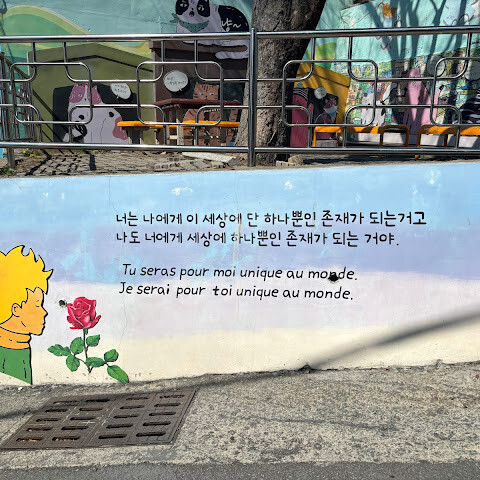 너는 나에게 이 세상에 단 하나뿐인 존재가 되는거고
나도 너에게 세상에 하나뿐인 존재가 되는 거야.
Tu seras pour moi unique au monde.
Je serai pour toi unique au monde.